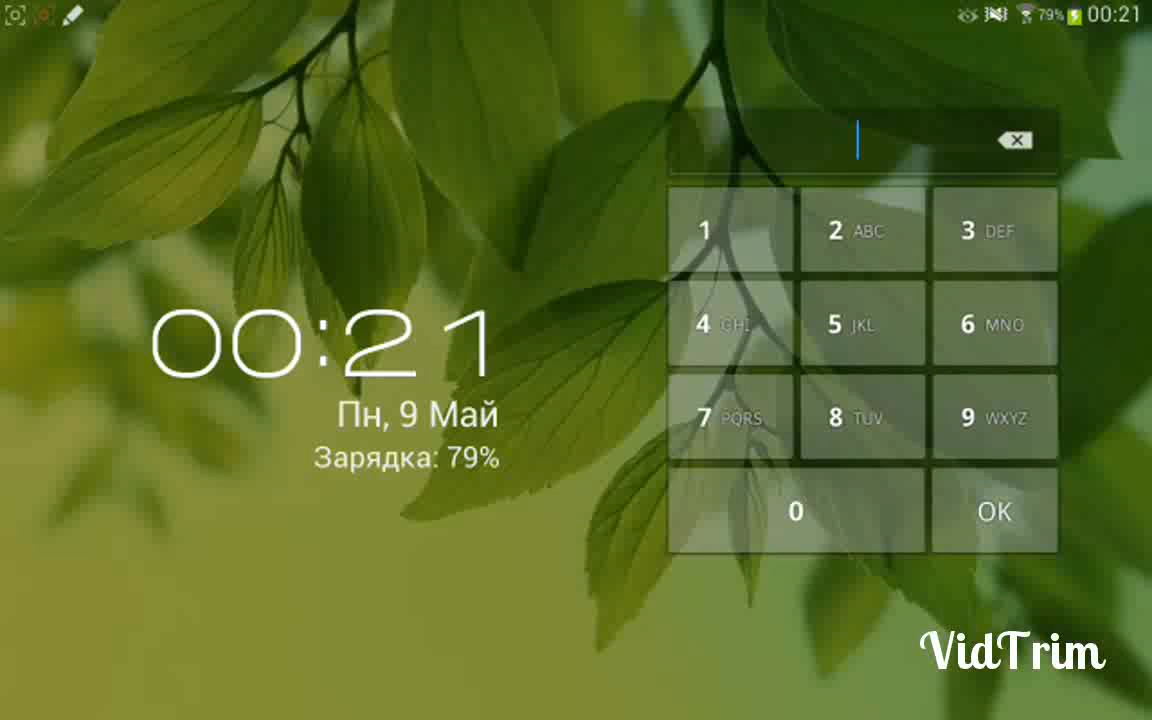 79% 00:21
00:21
Пн, 9 Май
Зарядка: 79%
1 2 ABC 3 DEF
4 GHI 5 JKL 6 MNO
7 PQRS 8 TUV 9 WXYZ
0 OK
VidTrim